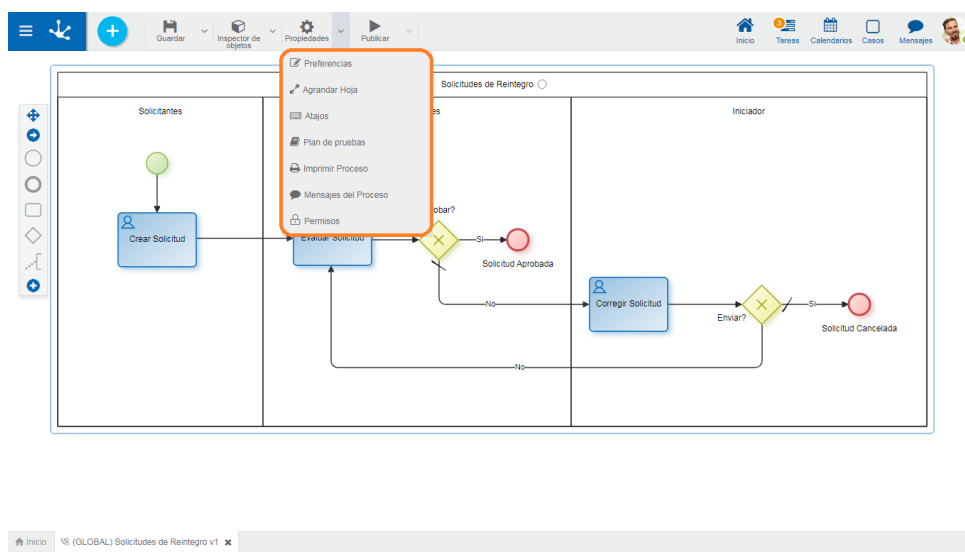 Guardar
Inspector de
objetos
Propiedades
Publicar
Inicio
3
Tareas
Calendarios
Casos
Mensajes
Preferencias
Agrandar Hoja
Atajos
Plan de pruebas
Imprimir Proceso
Mensajes del Proceso
Permisos
Solicitudes de Reintegro
Solicitantes
es
Iniciador
Crear Solicitud
Evaluar Solicitud
obar?
Si
Solicitud Aprobada
No
Corregir Solicitud
Enviar?
Si
Solicitud Cancelada
No
Inicio
(GLOBAL) Solicitudes de Reintegro v1